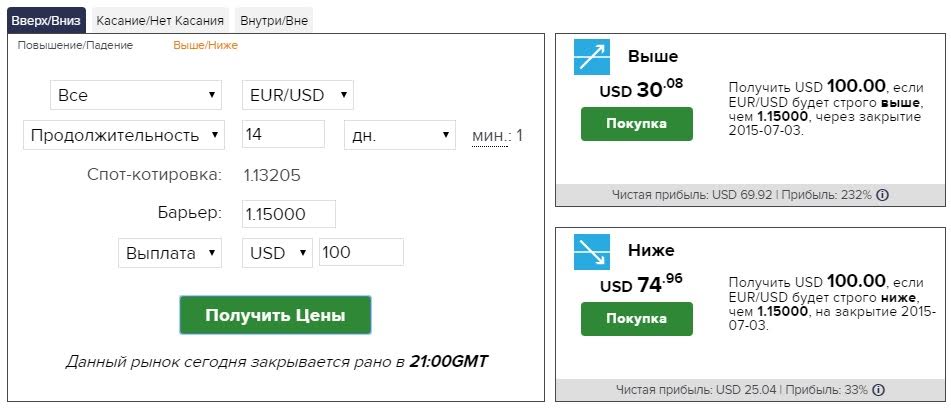 Вверх/Вниз Касание/Нет Касания Внутри/Вне
Повышение/Падение Выше/Ниже
Все EUR/USD
Продолжительность 14 дн. мин.: 1
Спот-котировка: 1.13205
Барьер: 1.15000
Выплата USD 100
Получить Цены
Данный рынок сегодня закрывается рано в 21:00GMT
Выше
USD 30.08
Покупка
Получить USD 100.00, если
EUR/USD будет строго выше,
чем 1.15000, через закрытие
2015-07-03.
Чистая прибыль: USD 69.92 | Прибыль: 232%
Ниже
USD 74.96
Покупка
Получить USD 100.00, если
EUR/USD будет строго ниже,
чем 1.15000, на закрытие 2015-
07-03.
Чистая прибыль: USD 25.04 | Прибыль: 33%